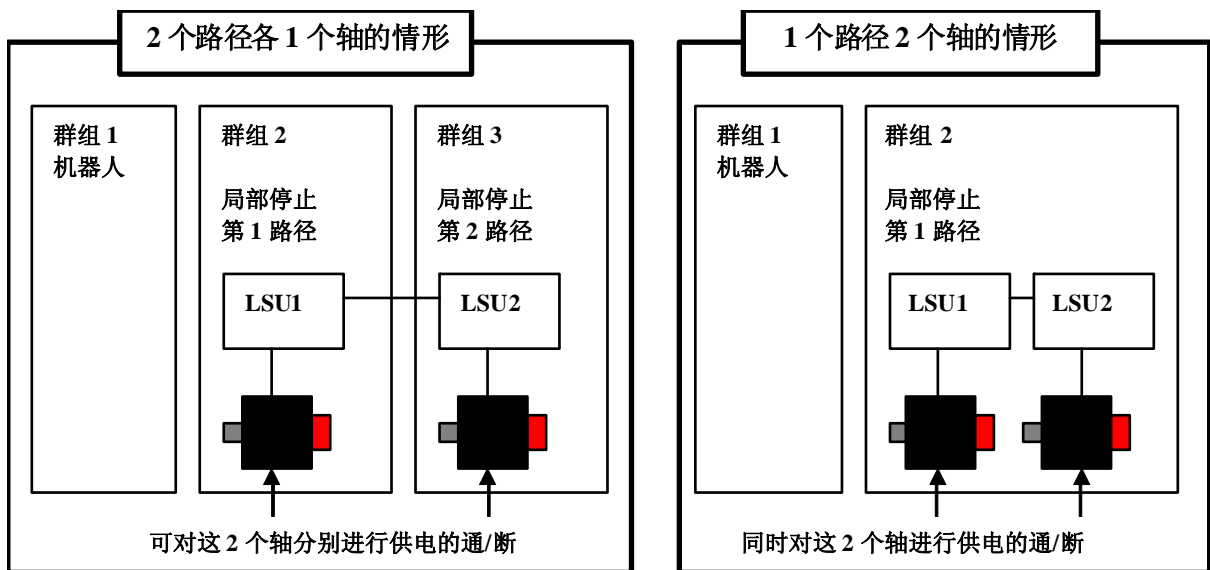 2 个路径各 1 个轴的情形
群组 1
机器人
群组 2
局部停止
第 1 路径
LSU1
群组 3
局部停止
第 2 路径
LSU2
可对这 2 个轴分别进行供电的通/断
1 个路径 2 个轴的情形
群组 1
机器人
群组 2
局部停止
第 1 路径
LSU1
LSU2
同时对这 2 个轴进行供电的通/断